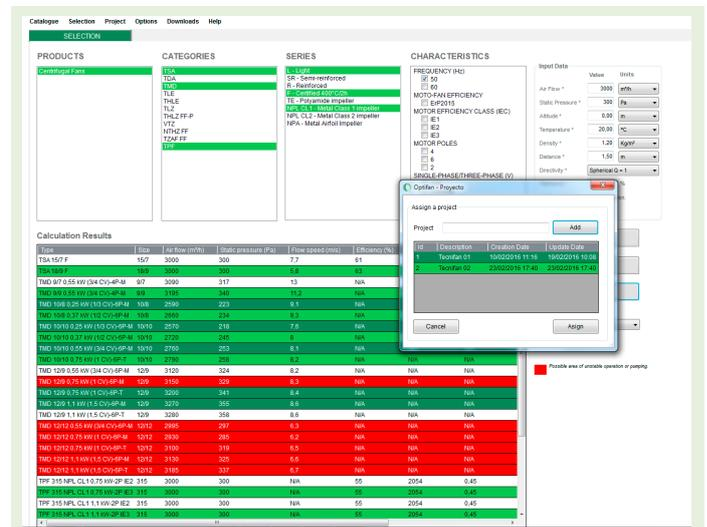 Catalogue Selection Project Options Downloads Help
SELECTION
PRODUCTS
Centrifugal Fans
CATEGORIES
TSA
TDA
TMD
TLE
THLE
TLZ
THLZ FF-P
VTZ
NTHZ FF
TZAF FF
TPF
SERIES
L - Light
SR - Semi-reinforced
R - Reinforced
F - Certified 400°C/2h
TE - Polyamide impeller
NPL CL1 - Metal Class 1 impeller
NPL CL2 - Metal Class 2 impeller
NPA - Metal Airfoil Impeller
CHARACTERISTICS
FREQUENCY (Hz)
50
60
MOTO-FAN EFFICIENCY
ErP2015
MOTOR EFFICIENCY CLASS (IEC)
IE1
IE2
IE3
MOTOR POLES
4
6
2
SINGLE-PHASE/THREE-PHASE (V)
Input Data
Value Units
Air Flow * 3000 m³/h
Static Pressure * 300 Pa
Altitude * 0,00 m
Temperature * 20,00 ºC
Density * 1,20 Kg/m³
Distance * 1,50 m
Directivity * Spherical Q = 1
%
Optifan - Proyecto
Assign a project
Project Add
Id Description Creation Date Update Date
1 Tecnifan 01 10/02/2016 11:16 19/02/2016 10:08
2 Tecnifan 02 23/02/2016 17:40 23/02/2016 17:40
Cancel Assign
Possible area of unstable operation or pumping.
Calculation Results
Type Size Air flow (m³/h) Static pressure (Pa) Flow speed (m/s) Efficiency (%)
TSA 15/7 F 15/7 3000 300 7,7 61
TSA 18/9 F 18/9 3000 300 5,8 63
TMD 9/7 0,55 kW (3/4 CV)-4P-M 9/7 3090 317 13 N/A
TMD 9/9 0,55 kW (3/4 CV)-4P-M 9/9 3195 340 11,2 N/A
TMD 10/8 0,25 kW (1/3 CV)-6P-M 10/8 2590 223 9,1 N/A
TMD 10/8 0,37 kW (1/2 CV)-6P-M 10/8 2660 234 9,3 N/A
TMD 10/10 0,25 kW (1/3 CV)-6P-M 10/10 2570 218 7,6 N/A
TMD 10/10 0,37 kW (1/2 CV)-6P-M 10/10 2720 245 8 N/A
TMD 10/10 0,55 kW (3/4 CV)-6P-M 10/10 2760 253 8,1 N/A
TMD 10/10 0,75 kW (1 CV)-6P-T 10/10 2790 258 8,2 N/A N/A N/A
TMD 12/9 0,55 kW (3/4 CV)-6P-M 12/9 3120 324 8,2 N/A N/A N/A
TMD 12/9 0,75 kW (1 CV)-6P-M 12/9 3150 329 8,3 N/A N/A N/A
TMD 12/9 0,75 kW (1 CV)-6P-T 12/9 3200 341 8,4 N/A N/A N/A
TMD 12/9 1,1 kW (1,5 CV)-6P-M 12/9 3270 355 8,6 N/A N/A N/A
TMD 12/9 1,1 kW (1,5 CV)-6P-T 12/9 3280 358 8,6 N/A N/A N/A
TMD 12/12 0,55 kW (3/4 CV)-6P-M 12/12 2995 297 6,3 N/A N/A N/A
TMD 12/12 0,75 kW (1 CV)-6P-M 12/12 2930 285 6,2 N/A N/A N/A
TMD 12/12 0,75 kW (1 CV)-6P-T 12/12 3100 319 6,5 N/A N/A N/A
TMD 12/12 1,1 kW (1,5 CV)-6P-M 12/12 3130 325 6,6 N/A N/A N/A
TMD 12/12 1,1 kW (1,5 CV)-6P-T 12/12 3185 337 6,7 N/A N/A N/A
TPF 315 NPL CL1 0,75 kW-2P IE2 315 3000 300 N/A 55 2054 0,45
TPF 315 NPL CL1 0,75 kW-2P IE3 315 3000 300 N/A 55 2054 0,45
TPF 315 NPL CL1 1,1 kW-2P IE2 315 3000 300 N/A 55 2054 0,45
TPF 315 NPL CL1 1,1 kW-2P IE3 315 3000 300 N/A 55 2054 0,45